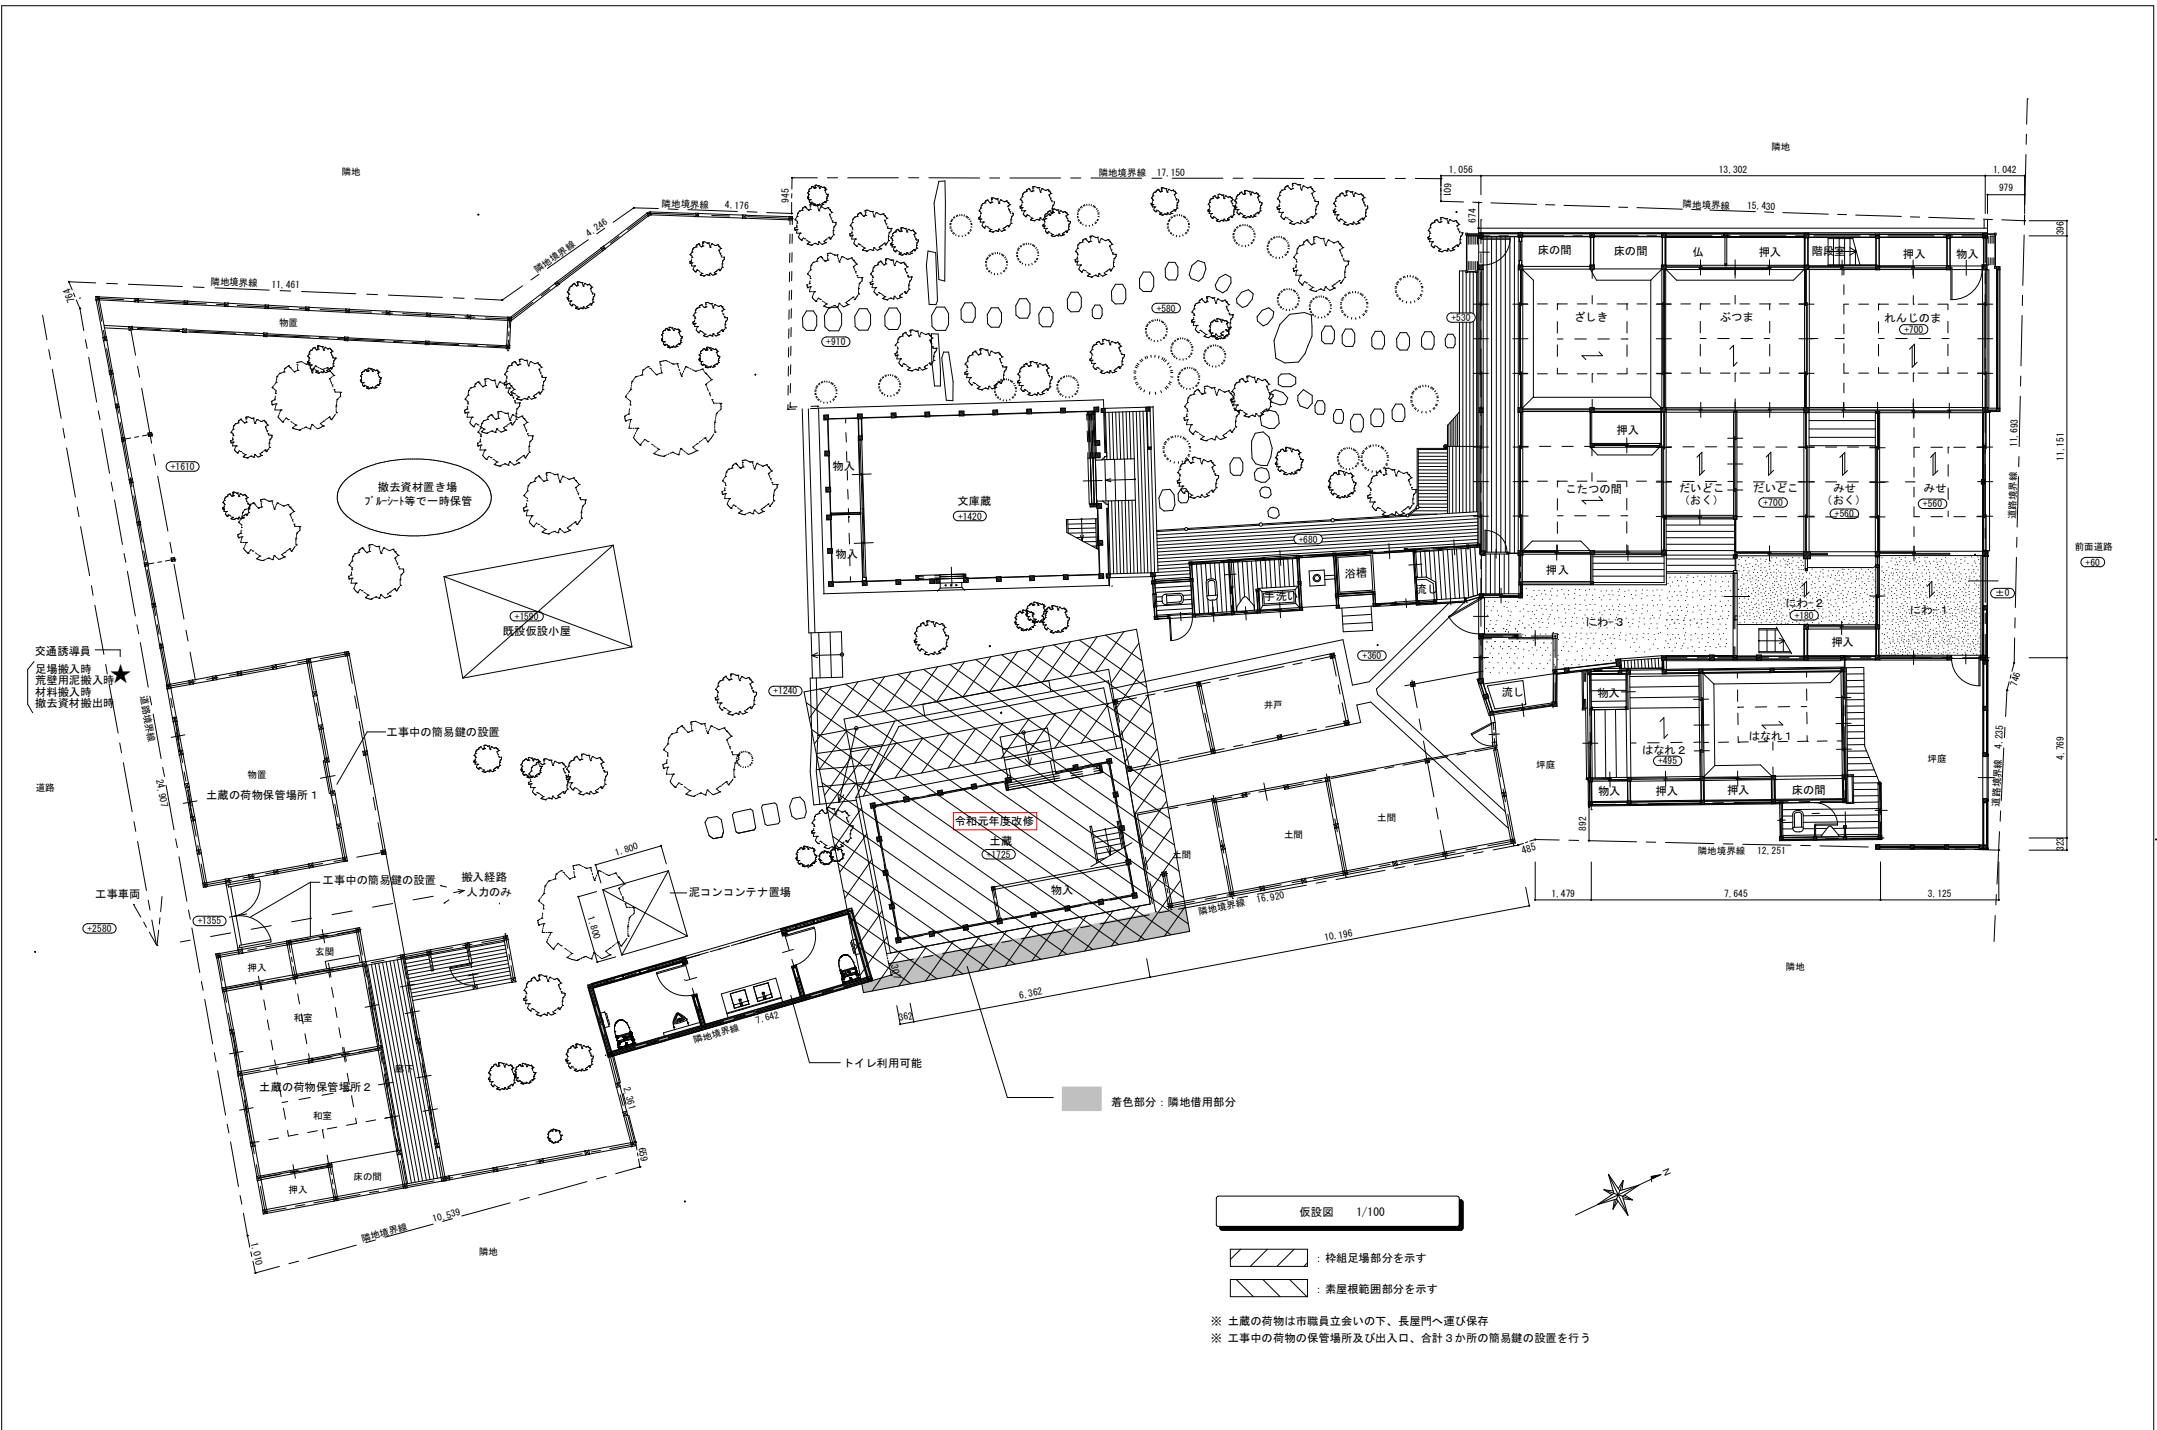 隣地
隣地
隣地境界線 17.150
1,056
13.302
1,042
979
601
945
674
396
隣地境界線 15.430
隣地境界線 4.176
隣地境界線 4.246
隣地境界線 11.461
764
物置
床の間
床の間
仏
押入
階段室
押入
物入
+580
+530
+910
ざしき
ぶつま
れんじのま
+700
11.693
11.151
道路境界線
押入
+1610
撤去資材置き場
ブルーシート等で一時保管
物入
文庫蔵
+1420
物入
こたつの間
だいどこ
(おく)
だいどこ
+700
みせ
(おく)
+560
みせ
+560
+680
前面道路
+60
押入
浴槽
手洗い
流し
+1590
既設仮設小屋
にわ-3
にわ-2
+180
にわ-1
±0
押入
交通誘導員
足場搬入時
荒壁用泥搬入時
材料搬入時
撤去資材搬出時
道路境界線
24.907
+360
+1240
746
流し
物入
井戸
工事中の簡易鍵の設置
はなれ2
+495
はなれ1
坪庭
坪庭
道路境界線 4.235
4.769
物置
土蔵の荷物保管場所1
道路
物入
押入
押入
床の間
令和元年度改修
土蔵
+1725
土間
土間
土間
892
323
485
隣地境界線 12.251
1.800
1.800
泥コンコンテナ置場
搬入経路
人力のみ
工事中の簡易鍵の設置
工事車両
+1355
+2580
物入
隣地境界線 16.920
1.479
7.645
3.125
10.196
隣地
押入
玄関
和室
6.362
362
隣地境界線 7.642
トイレ利用可能
土蔵の荷物保管場所2
和室
廊下
2.361
着色部分:隣地借用部分
659
床の間
押入
隣地境界線 10.539
1.010
隣地
N
仮設図 1/100
:枠組足場部分を示す
:素屋根範囲部分を示す
※ 土蔵の荷物は市職員立会いの下、長屋門へ運び保存
※ 工事中の荷物の保管場所及び出入口、合計3か所の簡易鍵の設置を行う